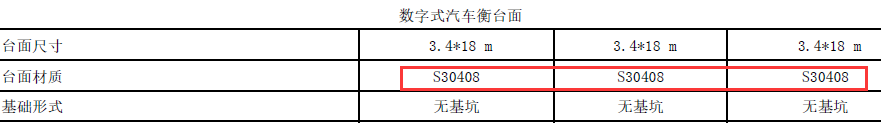 数字式汽车衡台面
台面尺寸 3.4*18 m 3.4*18 m 3.4*18 m
台面材质 S30408 S30408 S30408
基础形式 无基坑 无基坑 无基坑